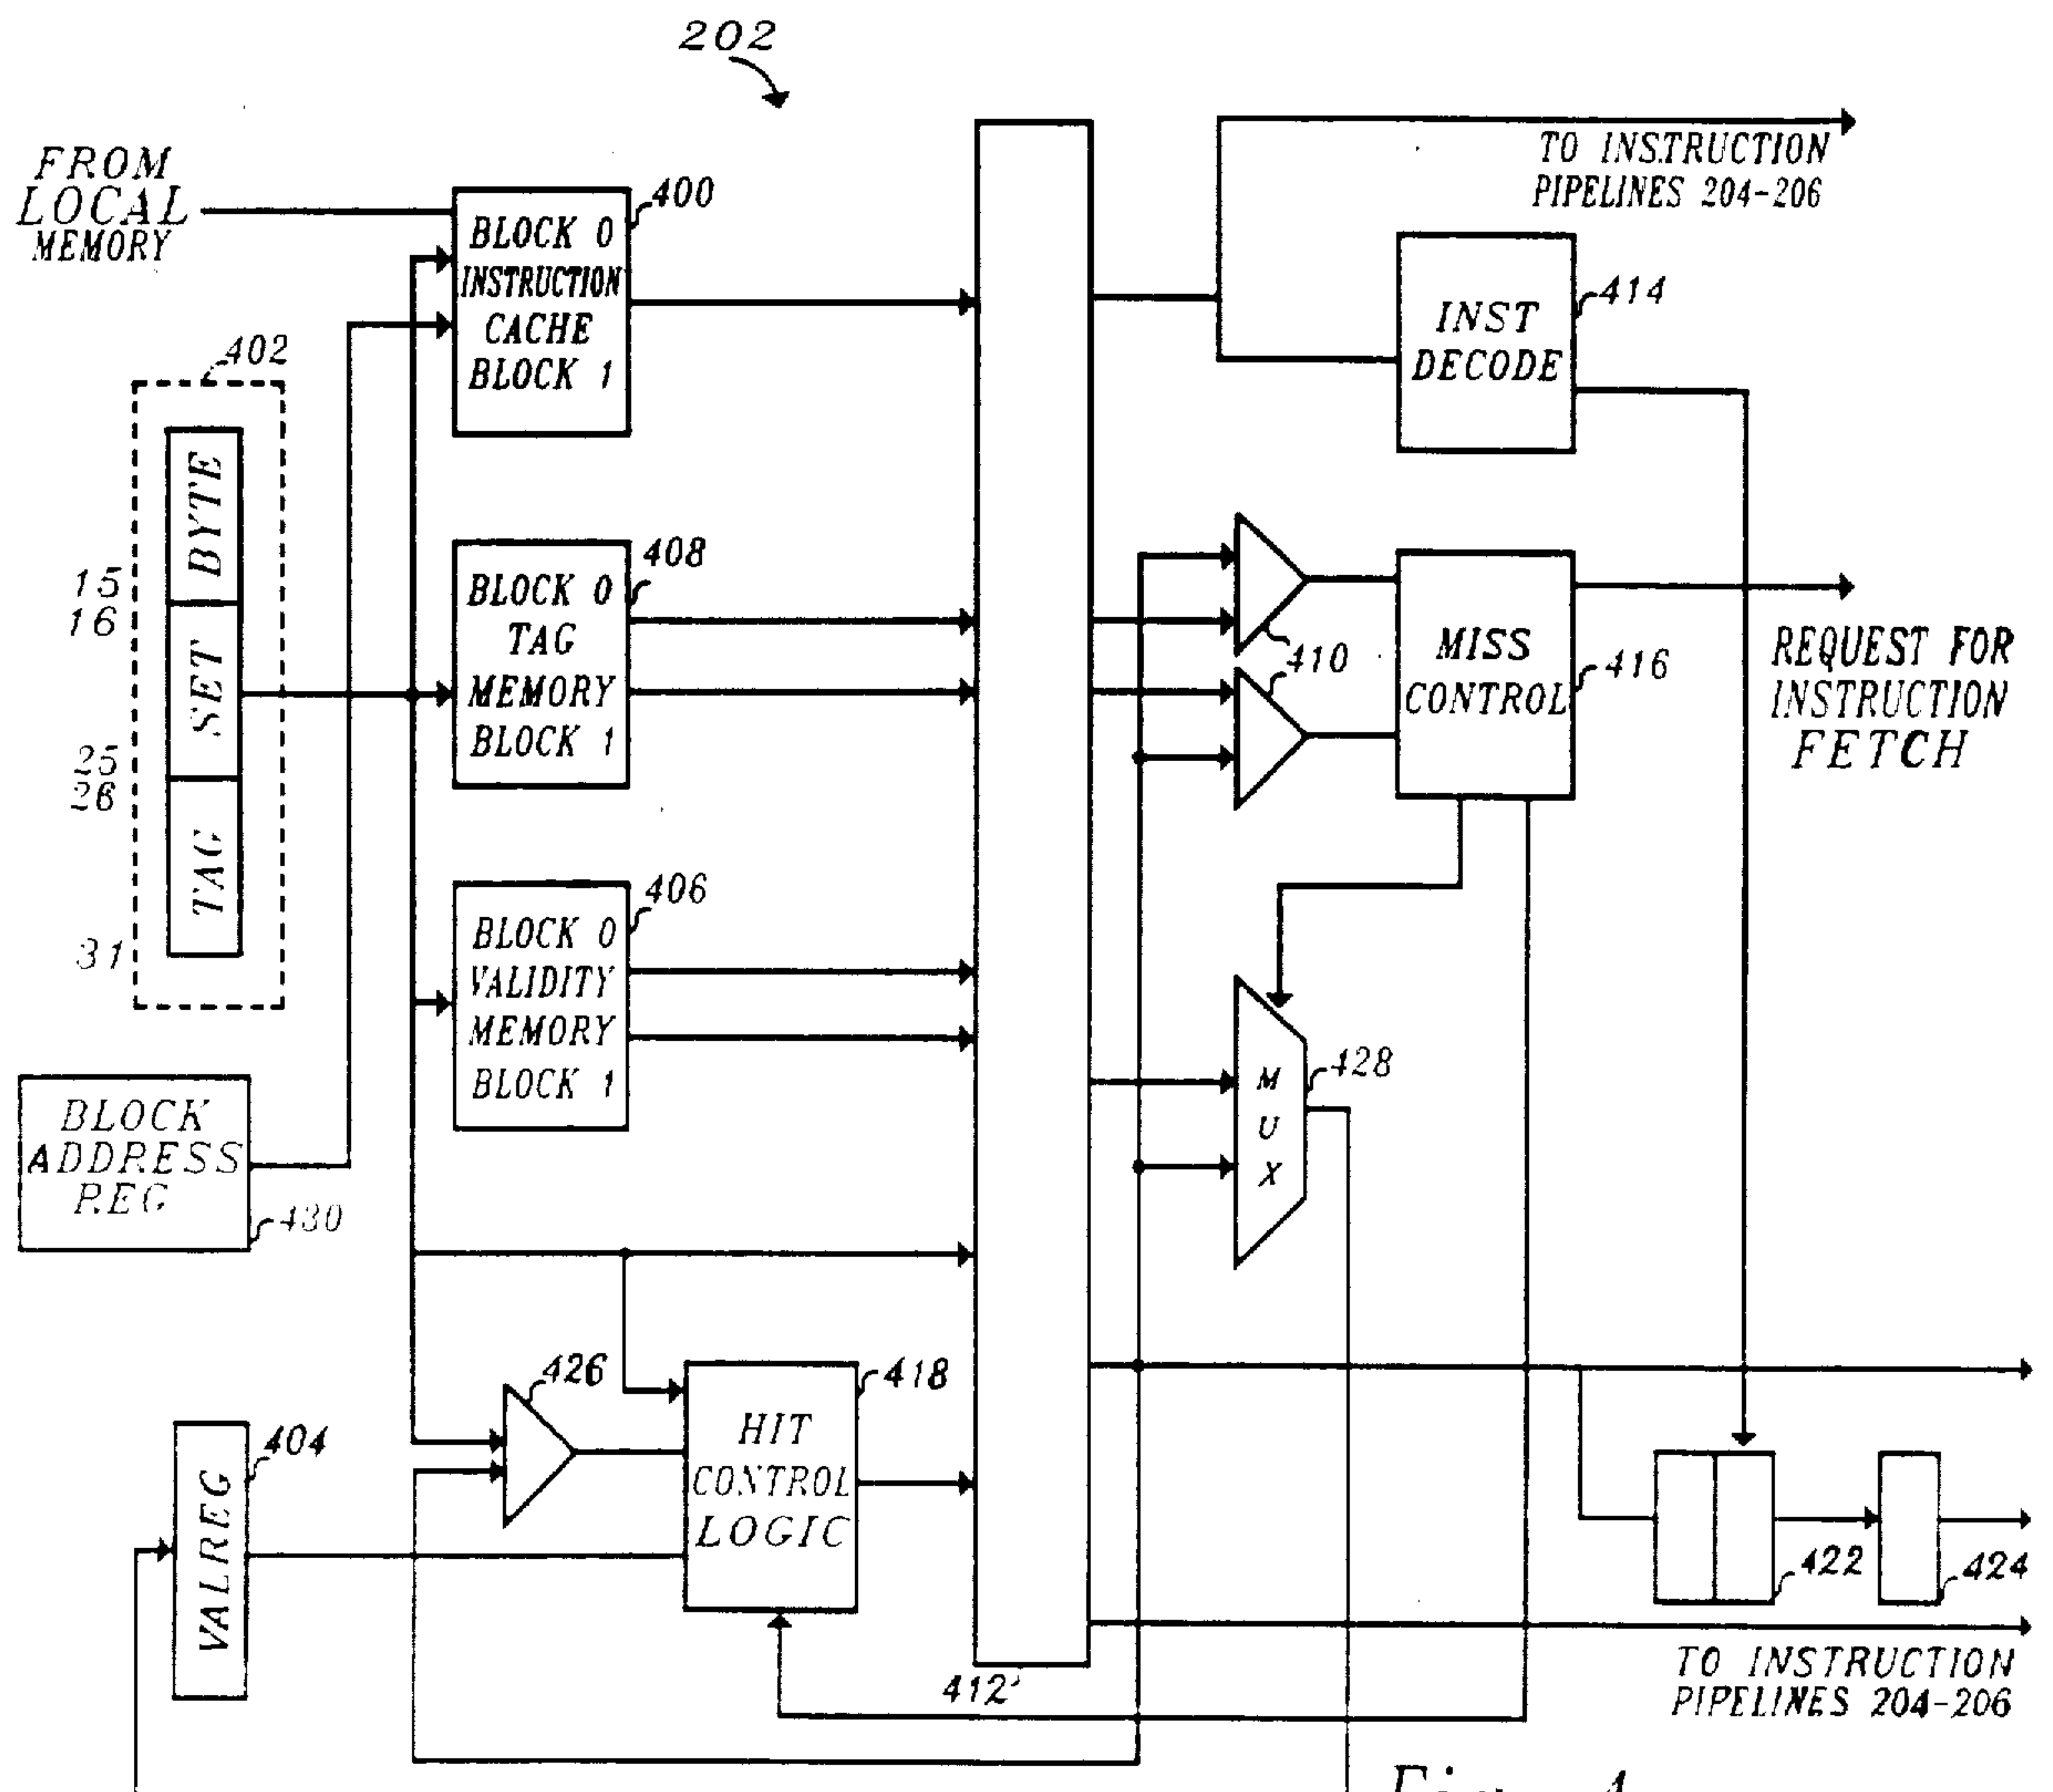 202
FROM
LOCAL
MEMORY
400
BLOCK 0
INSTRUCTION
CACHE
BLOCK 1
TO INSTRUCTION
PIPELINES 204-206
INST
DECODE
414
402
BYTE
SET
TAG
15
16
25
26
31
408
BLOCK 0
TAG
MEMORY
BLOCK 1
410
MISS
CONTROL
416
REQUEST FOR
INSTRUCTION
FETCH
406
BLOCK 0
VALIDITY
MEMORY
BLOCK 1
BLOCK
ADDRESS
REG
430
M
U
X
428
426
418
HIT
CONTROL
LOGIC
404
VALREG
412
422
424
TO INSTRUCTION
PIPELINES 204-206
Fig. 4